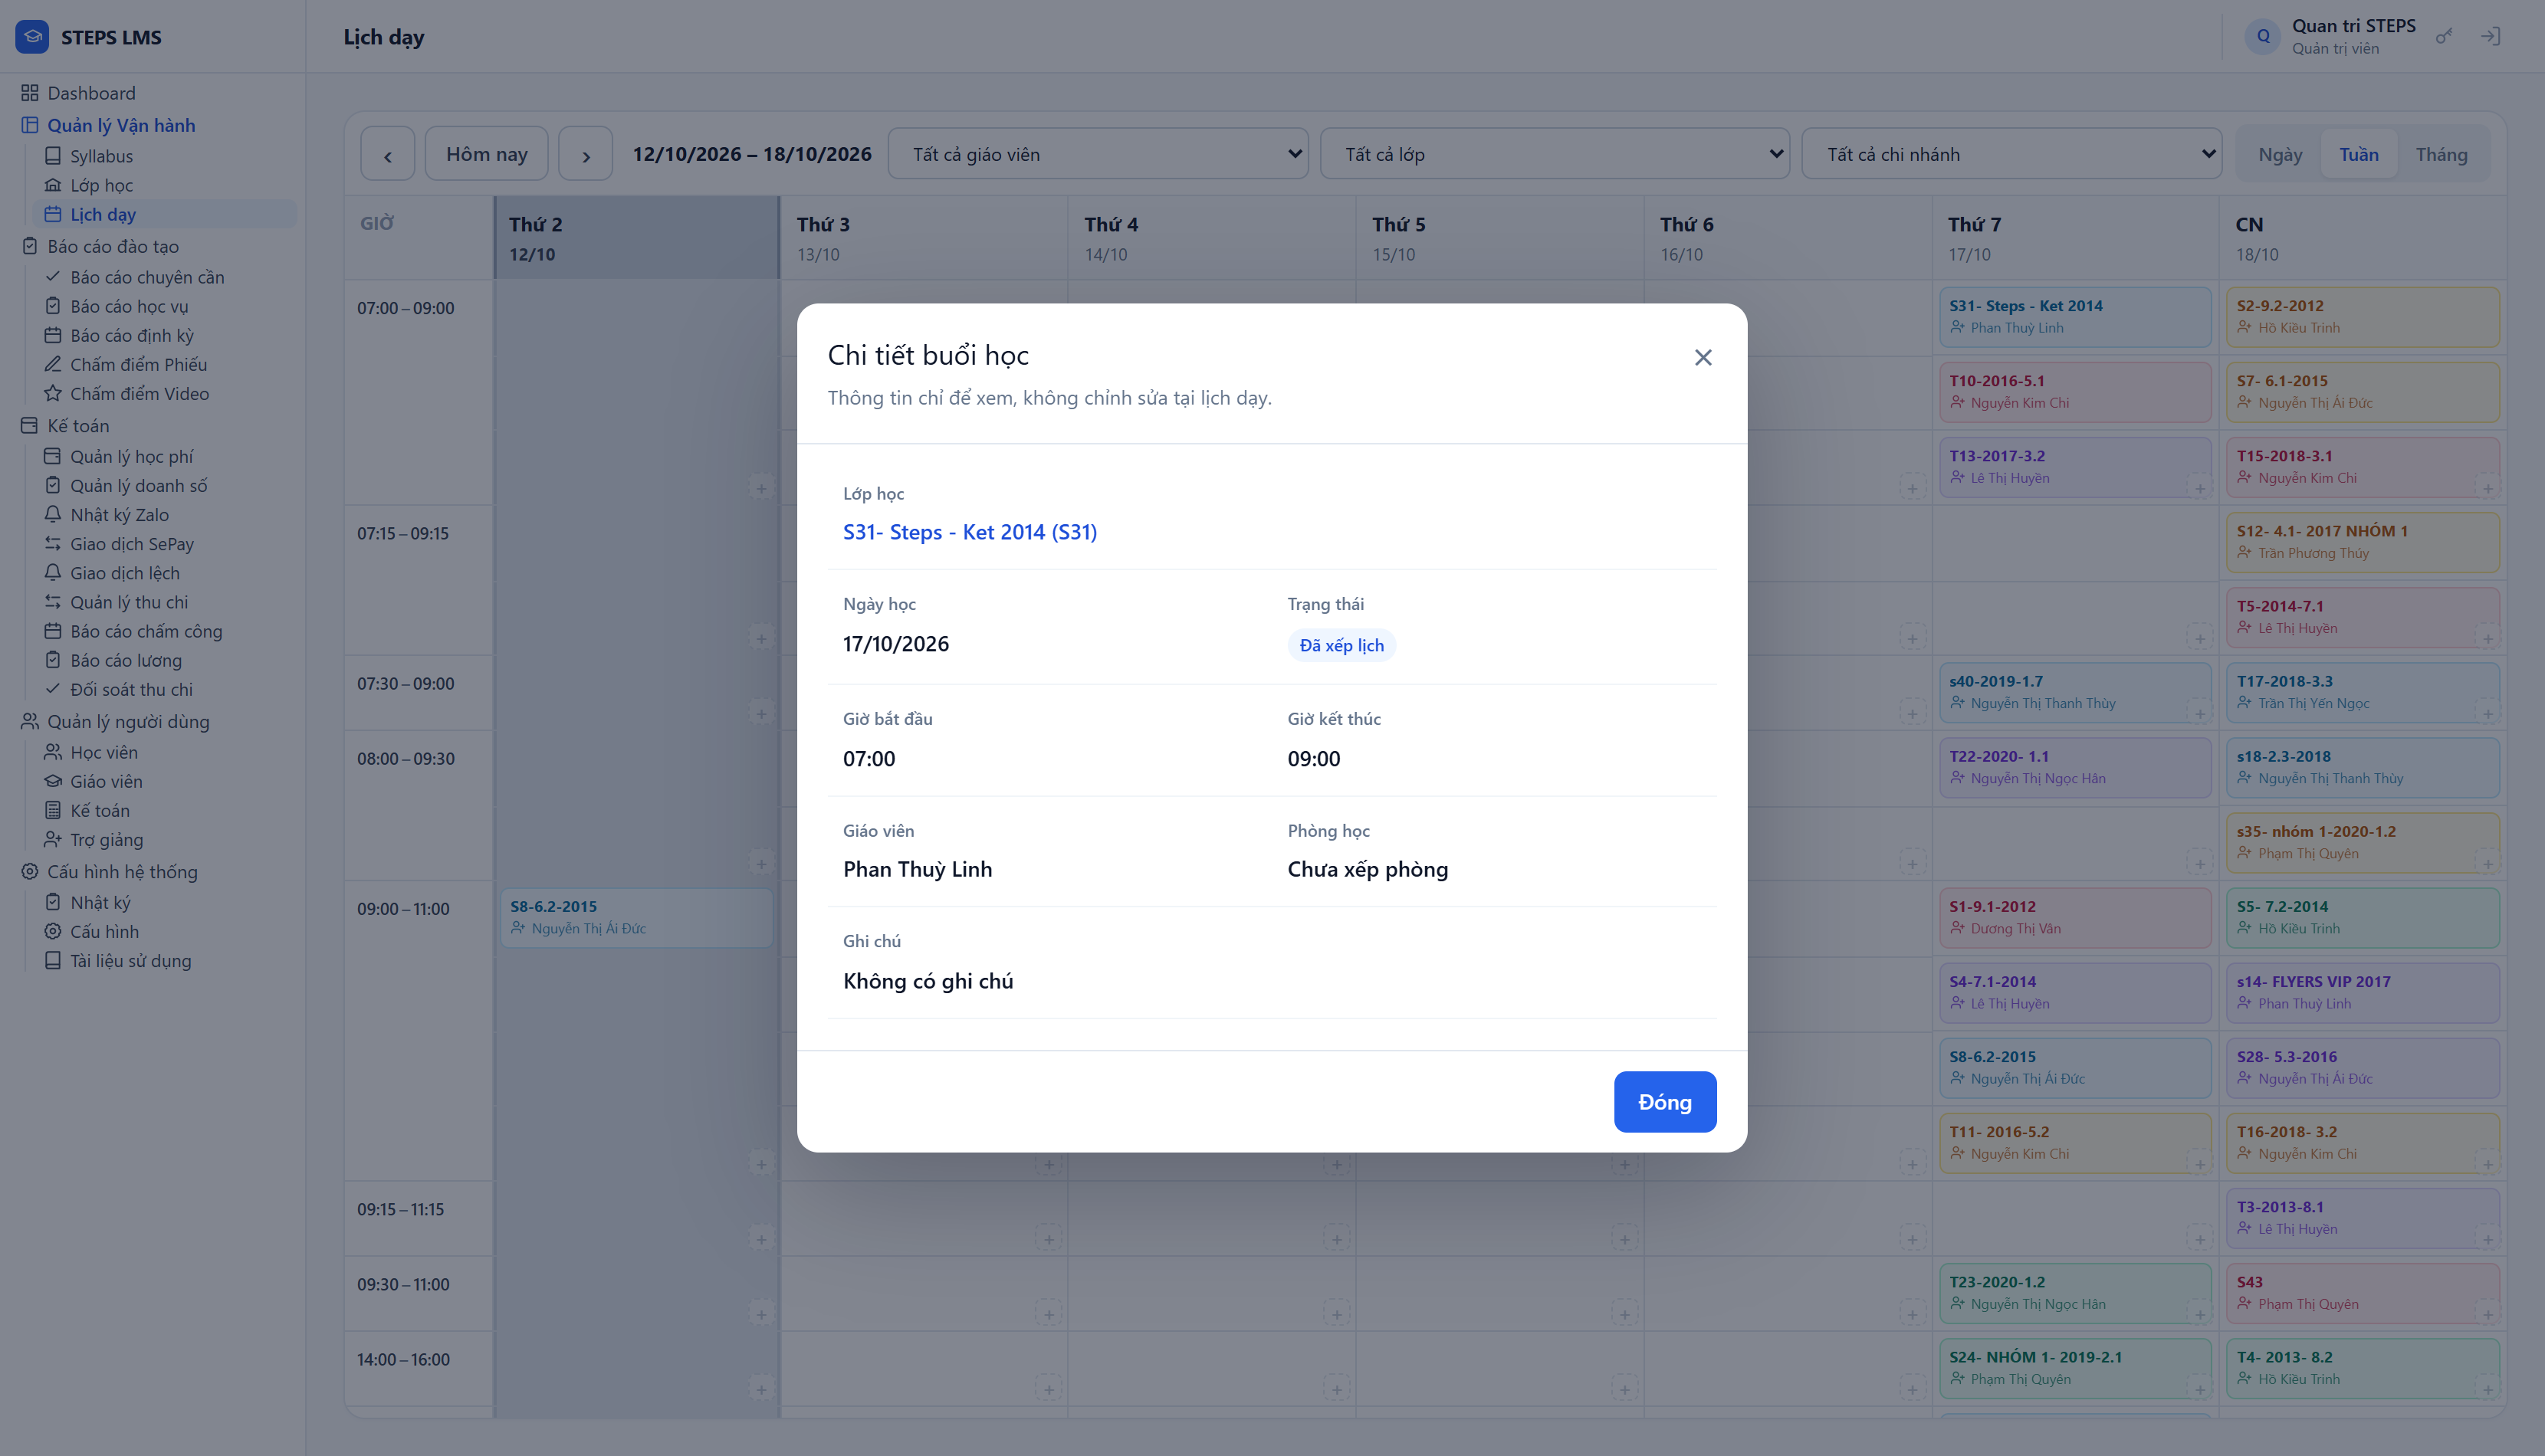 STEPS LMS
Lịch dạy
Q
Quan tri STEPS
Quản trị viên
Dashboard
Quản lý Vận hành
Syllabus
Lớp học
Lịch dạy
Báo cáo đào tạo
Báo cáo chuyên cần
Báo cáo học vụ
Báo cáo định kỳ
Chấm điểm Phiếu
Chấm điểm Video
Kế toán
Quản lý học phí
Quản lý doanh số
Nhật ký Zalo
Giao dịch SePay
Giao dịch lệch
Quản lý thu chi
Báo cáo chấm công
Báo cáo lương
Đối soát thu chi
Quản lý người dùng
Học viên
Giáo viên
Kế toán
Trợ giảng
Cấu hình hệ thống
Nhật ký
Cấu hình
Tài liệu sử dụng
‹ Hôm nay › 12/10/2026 – 18/10/2026 Tất cả giáo viên Tất cả lớp Tất cả chi nhánh Ngày Tuần Tháng
GIỜ
Thứ 2
12/10
Thứ 3
13/10
Thứ 4
14/10
Thứ 5
15/10
Thứ 6
16/10
Thứ 7
17/10
CN
18/10
07:00 – 09:00
S31- Steps - Ket 2014
Phan Thuỳ Linh
T10-2016-5.1
Nguyễn Kim Chi
T13-2017-3.2
Lê Thị Huyền
S2-9.2-2012
Hồ Kiều Trinh
S7- 6.1-2015
Nguyễn Thị Ái Đức
T15-2018-3.1
Nguyễn Kim Chi
07:15 – 09:15
S12- 4.1- 2017 NHÓM 1
Trần Phương Thúy
T5-2014-7.1
Lê Thị Huyền
07:30 – 09:00
s40-2019-1.7
Nguyễn Thị Thanh Thùy
T17-2018-3.3
Trần Thị Yến Ngọc
08:00 – 09:30
T22-2020- 1.1
Nguyễn Thị Ngọc Hân
s18-2.3-2018
Nguyễn Thị Thanh Thùy
s35- nhóm 1-2020-1.2
Phạm Thị Quyên
09:00 – 11:00
S8-6.2-2015
Nguyễn Thị Ái Đức
S1-9.1-2012
Dương Thị Vân
S4-7.1-2014
Lê Thị Huyền
S8-6.2-2015
Nguyễn Thị Ái Đức
T11- 2016-5.2
Nguyễn Kim Chi
S5- 7.2-2014
Hồ Kiều Trinh
s14- FLYERS VIP 2017
Phan Thuỳ Linh
S28- 5.3-2016
Nguyễn Thị Ái Đức
T16-2018- 3.2
Nguyễn Kim Chi
09:15 – 11:15
T3-2013-8.1
Lê Thị Huyền
09:30 – 11:00
T23-2020-1.2
Nguyễn Thị Ngọc Hân
S43
Phạm Thị Quyên
14:00 – 16:00
S24- NHÓM 1- 2019-2.1
Phạm Thị Quyên
T4- 2013- 8.2
Hồ Kiều Trinh
Chi tiết buổi học
Thông tin chỉ để xem, không chỉnh sửa tại lịch dạy.
Lớp học
S31- Steps - Ket 2014 (S31)
Ngày học
17/10/2026
Trạng thái
Đã xếp lịch
Giờ bắt đầu
07:00
Giờ kết thúc
09:00
Giáo viên
Phan Thuỳ Linh
Phòng học
Chưa xếp phòng
Ghi chú
Không có ghi chú
Đóng